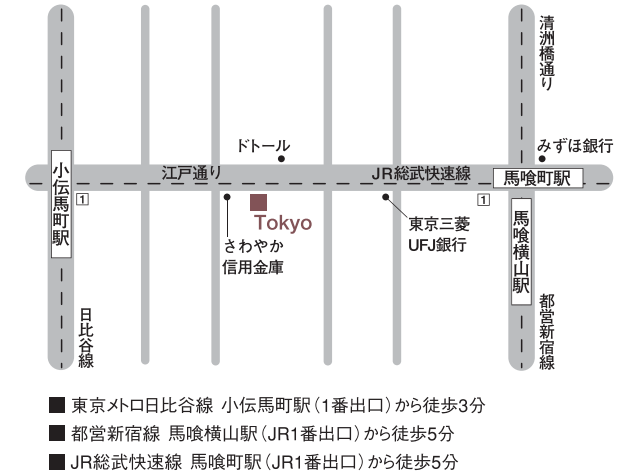 清洲橋通り
ドトール
みずほ銀行
江戸通り
JR総武快速線
馬喰町駅
小伝馬町駅
1
1
Tokyo
さわやか
信用金庫
東京三菱
UFJ銀行
馬喰横山駅
日比谷線
都営新宿線
■ 東京メトロ日比谷線 小伝馬町駅(1番出口)から徒歩3分
■ 都営新宿線 馬喰横山駅(JR1番出口)から徒歩5分
■ JR総武快速線 馬喰町駅(JR1番出口)から徒歩5分